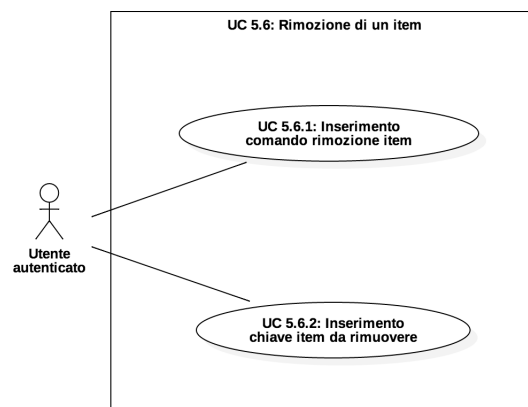 UC 5.6: Rimozione di un item
UC 5.6.1: Inserimento
comando rimozione item
Utente
autenticato
UC 5.6.2: Inserimento
chiave item da rimuovere